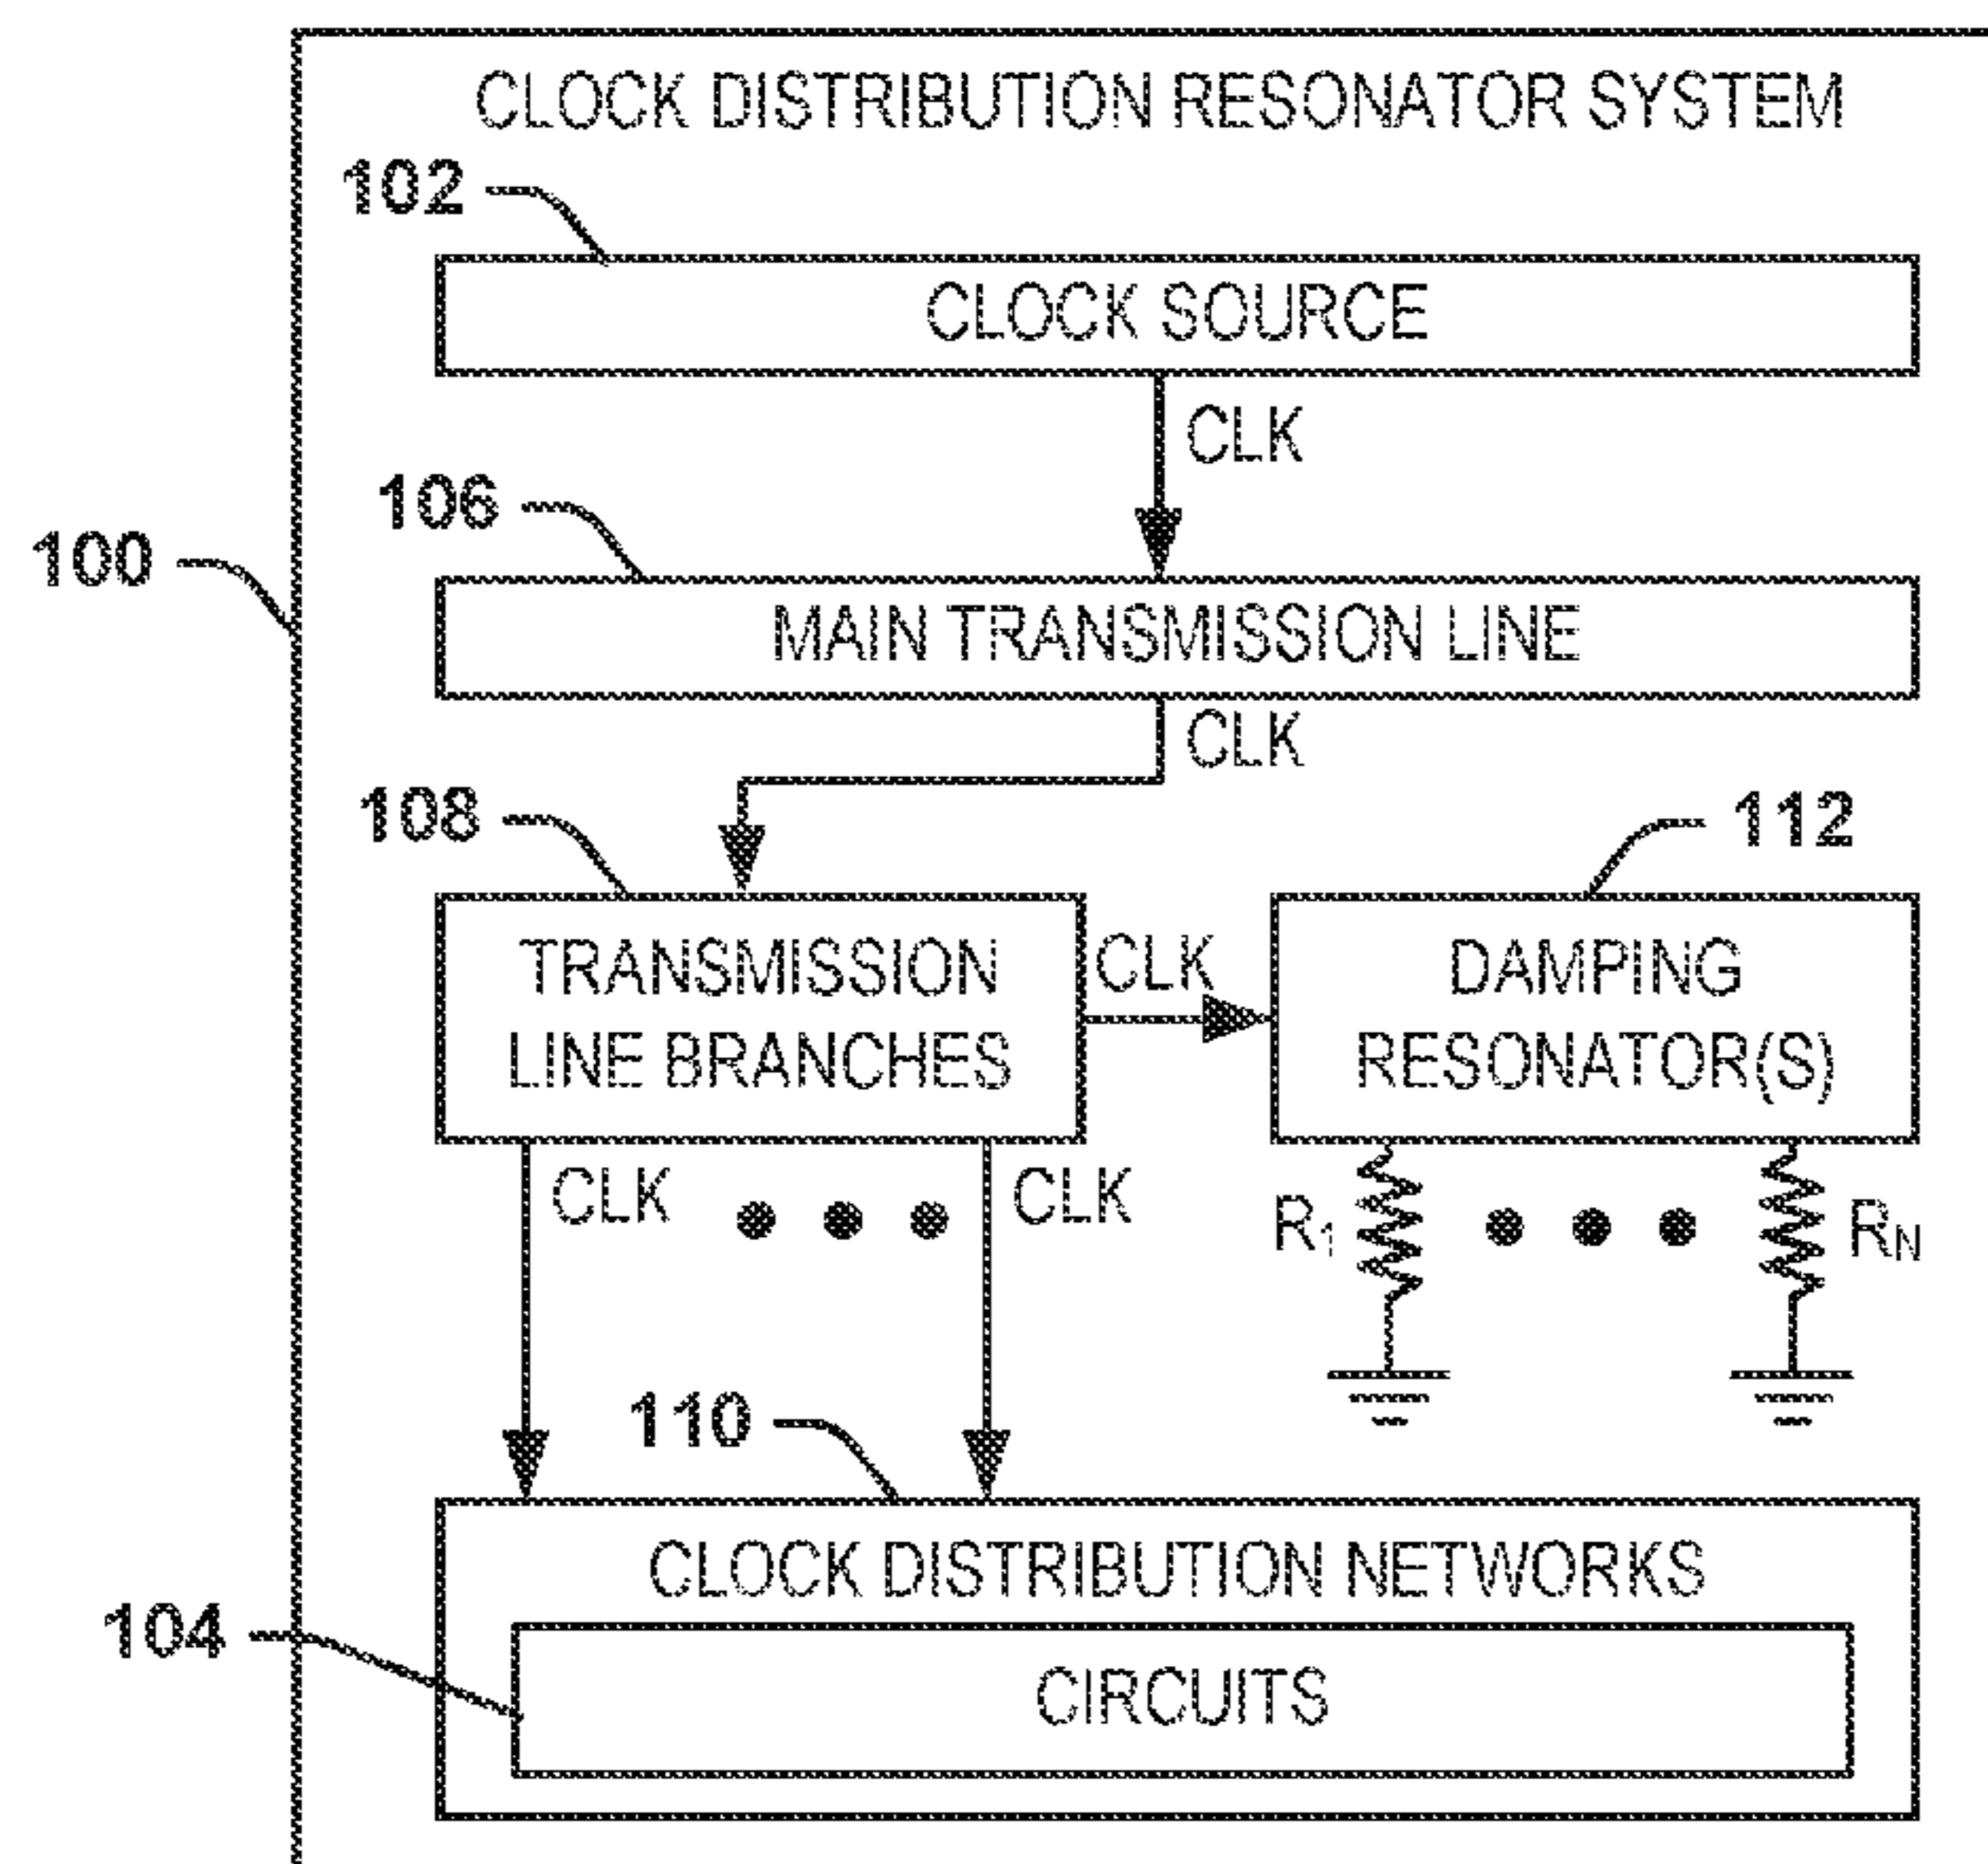 CLOCK DISTRIBUTION RESONATOR SYSTEM
102
CLOCK SOURCE
CLK
106
100
MAIN TRANSMISSION LINE
CLK
108
112
TRANSMISSION
LINE BRANCHES
CLK
DAMPING
RESONATOR(S)
CLK
CLK
R1
RN
110
CLOCK DISTRIBUTION NETWORKS
104
CIRCUITS